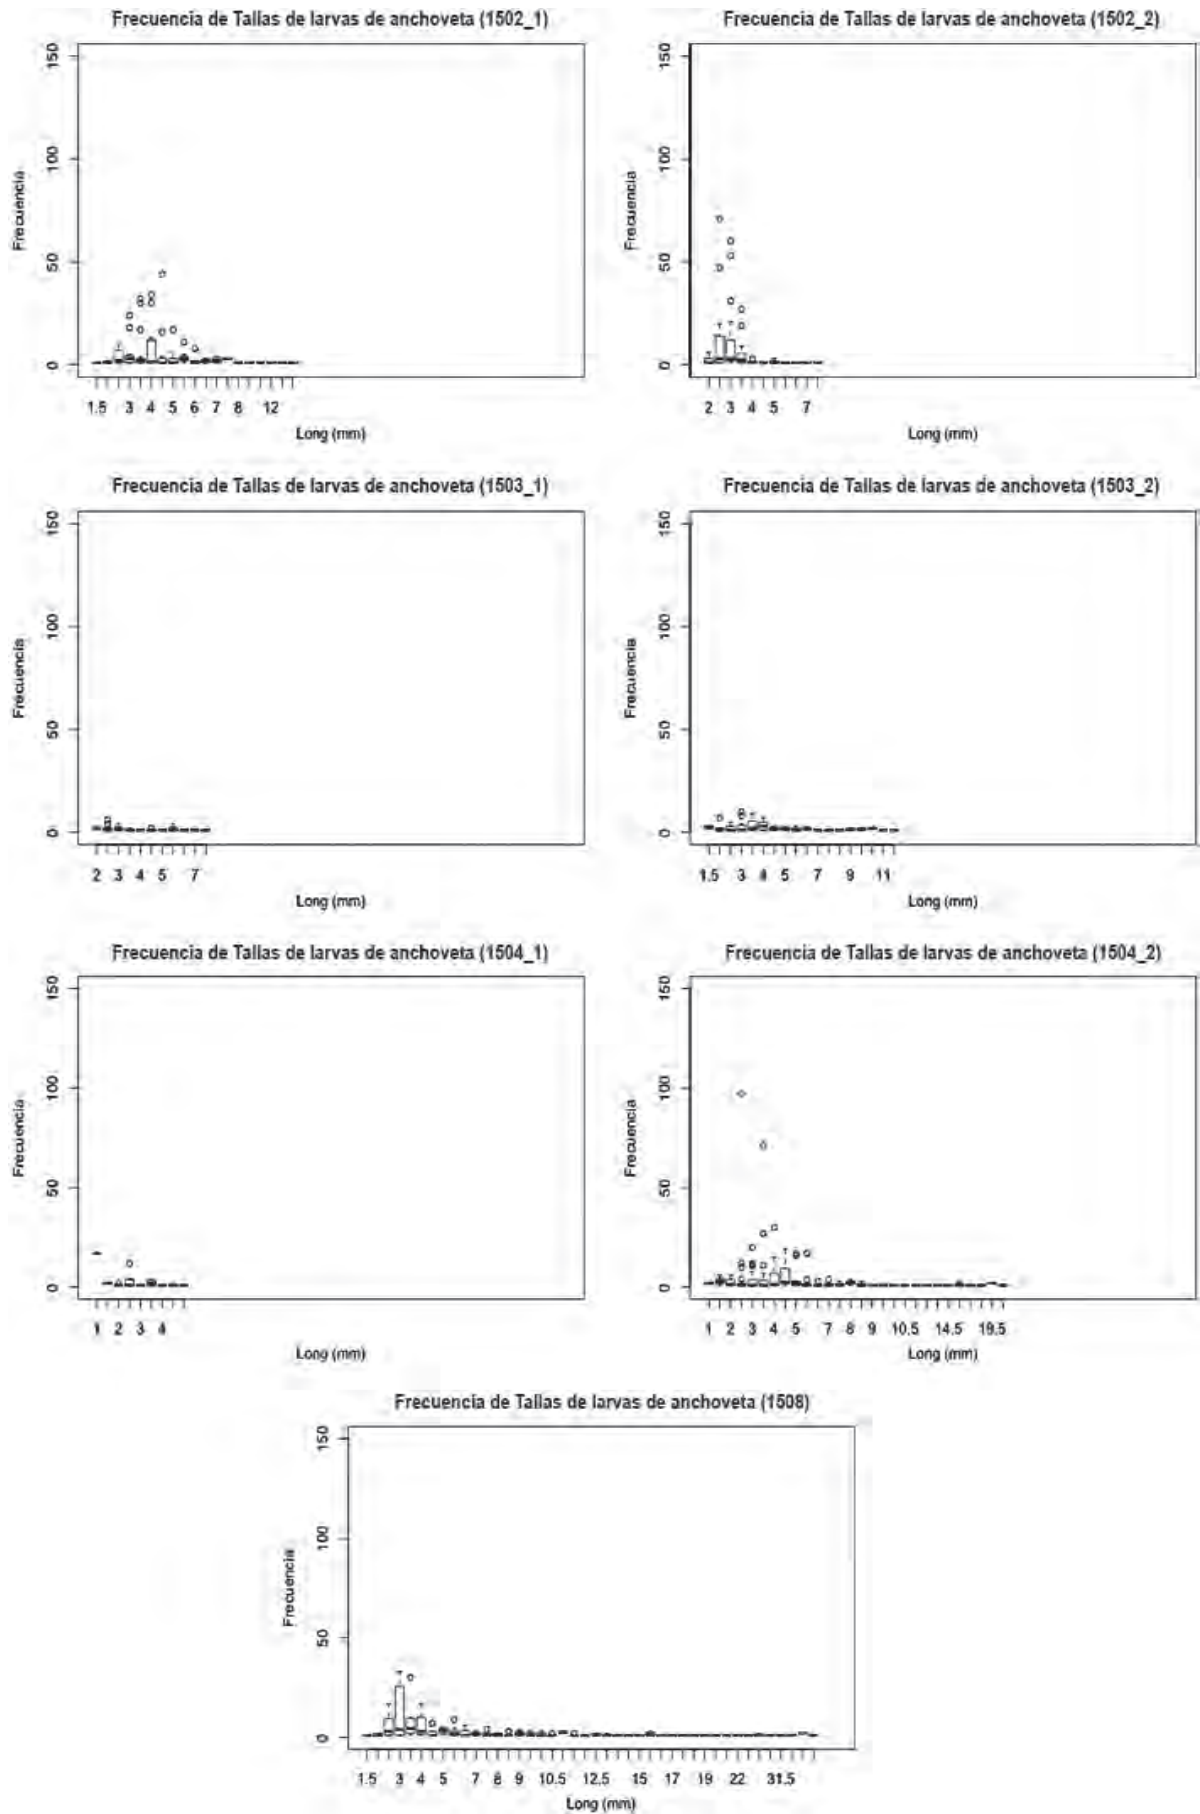 Frecuencia de Tallas de larvas de anchoveta (1502_1)
150
100
50
0
Frecuencia
1.5 3 4 5 6 7 8 12
Long (mm)
Frecuencia de Tallas de larvas de anchoveta (1502_2)
150
100
50
0
Frecuencia
2 3 4 5 7
Long (mm)
Frecuencia de Tallas de larvas de anchoveta (1503_1)
150
100
50
0
Frecuencia
2 3 4 5 7
Long (mm)
Frecuencia de Tallas de larvas de anchoveta (1503_2)
150
100
50
0
Frecuencia
1.5 3 4 5 7 9 11
Long (mm)
Frecuencia de Tallas de larvas de anchoveta (1504_1)
150
100
50
0
Frecuencia
1 2 3 4
Long (mm)
Frecuencia de Tallas de larvas de anchoveta (1504_2)
150
100
50
0
Frecuencia
1 2 3 4 5 7 8 9 10.5 14.5 19.5
Long (mm)
Frecuencia de Tallas de larvas de anchoveta (1508)
150
100
50
0
Frecuencia
1.5 3 4 5 7 8 9 10.5 12.5 15 17 19 22 31.5
Long (mm)